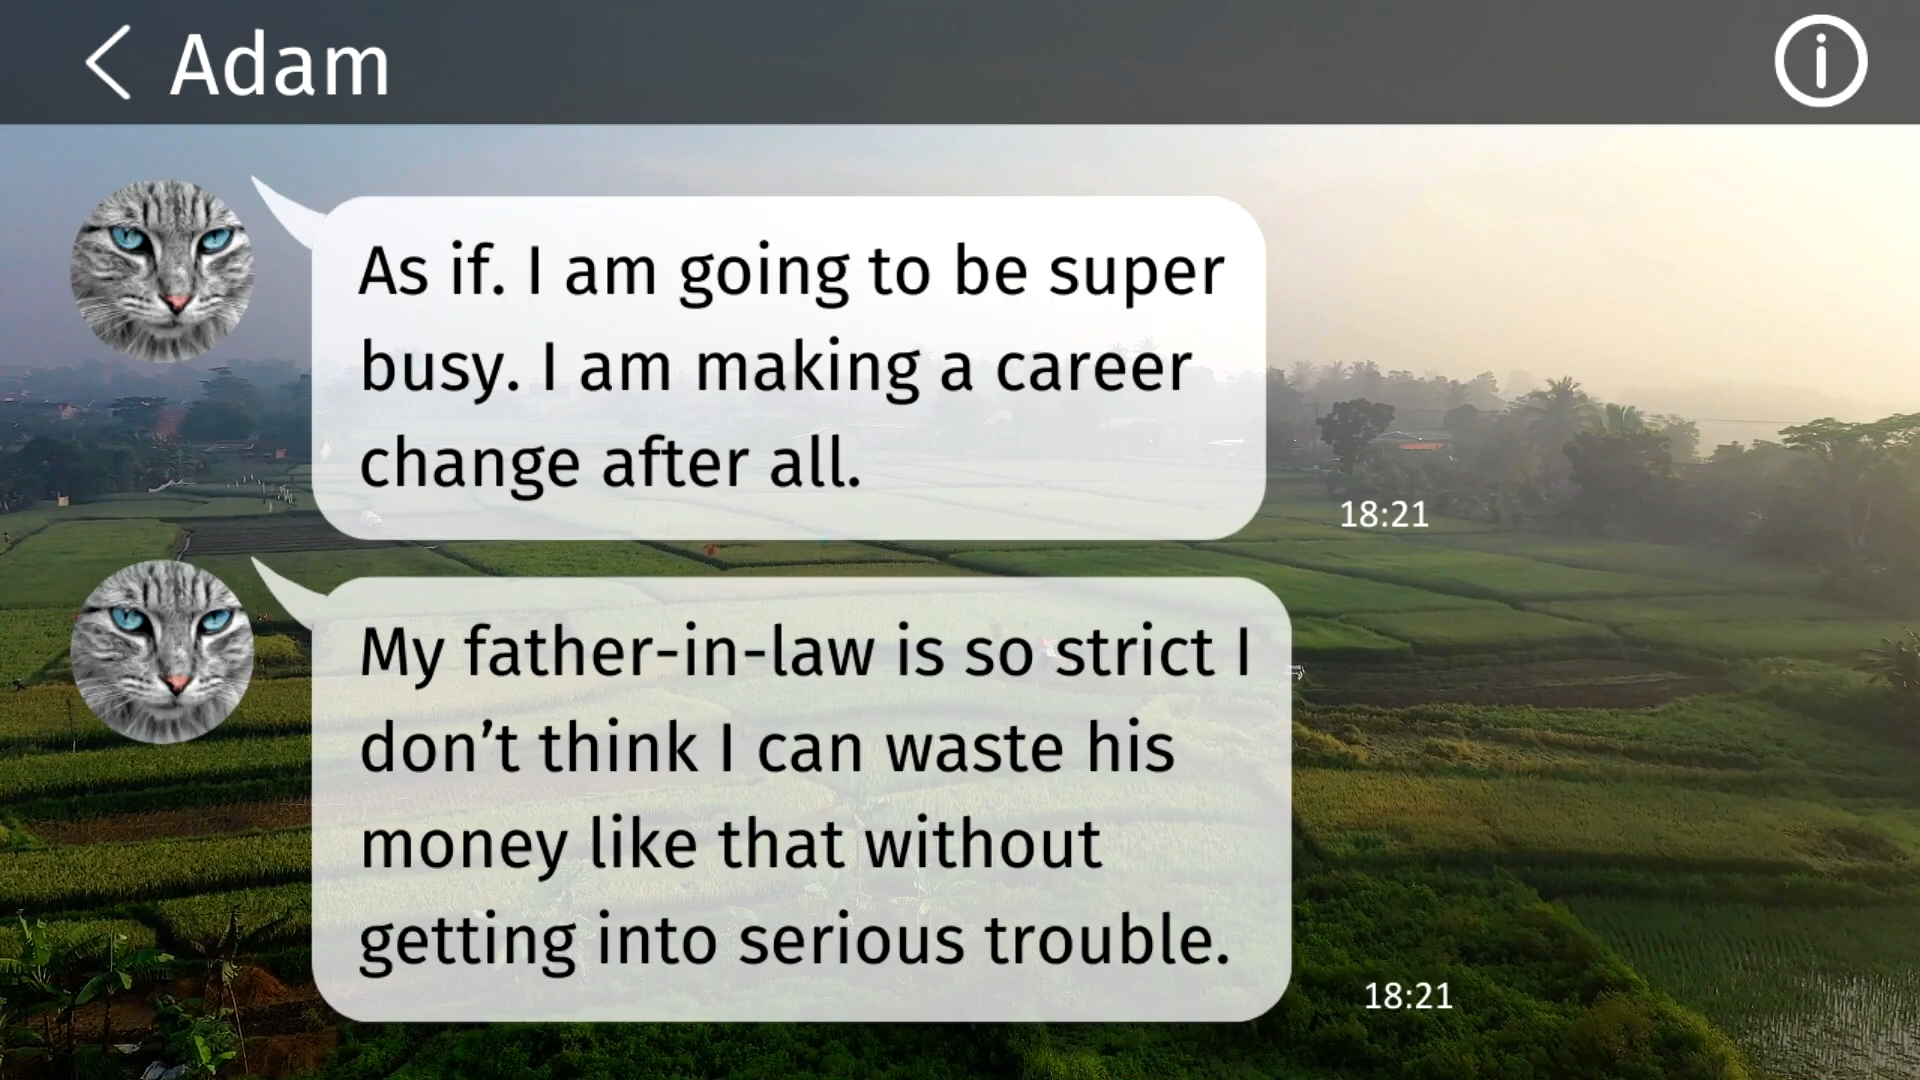 Adam
As if. I am going to be super
busy. I am making a career
change after all.
18:21
My father-in-law is so strict I
don’t think I can waste his
money like that without
getting into serious trouble.
18:21